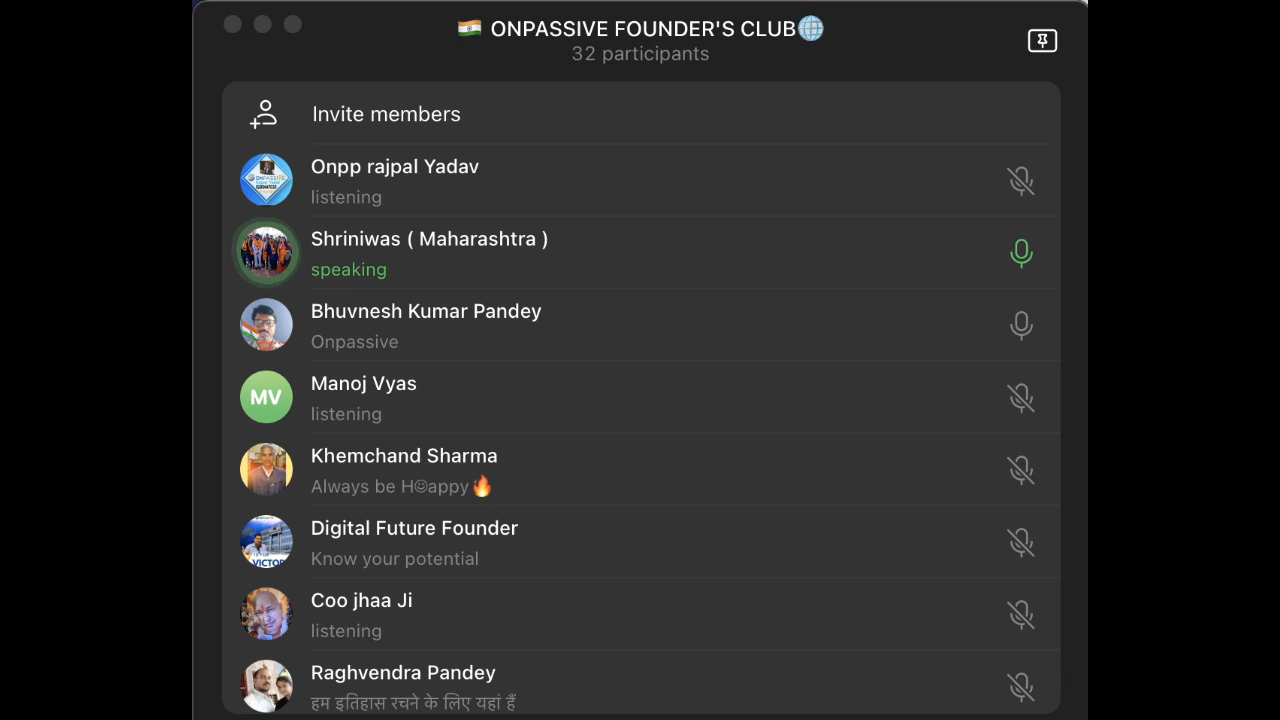 🇮🇳 ONPASSIVE FOUNDER'S CLUB🌐
32 participants
Invite members
Onpp rajpal Yadav
listening
Shriniwas ( Maharashtra )
speaking
Bhuvnesh Kumar Pandey
Onpassive
MV
Manoj Vyas
listening
Khemchand Sharma
Always be H☺appy🔥
Digital Future Founder
Know your potential
VICTOR
Coo jhaa Ji
listening
Raghvendra Pandey
हम इतिहास रचने के लिए यहां हैं